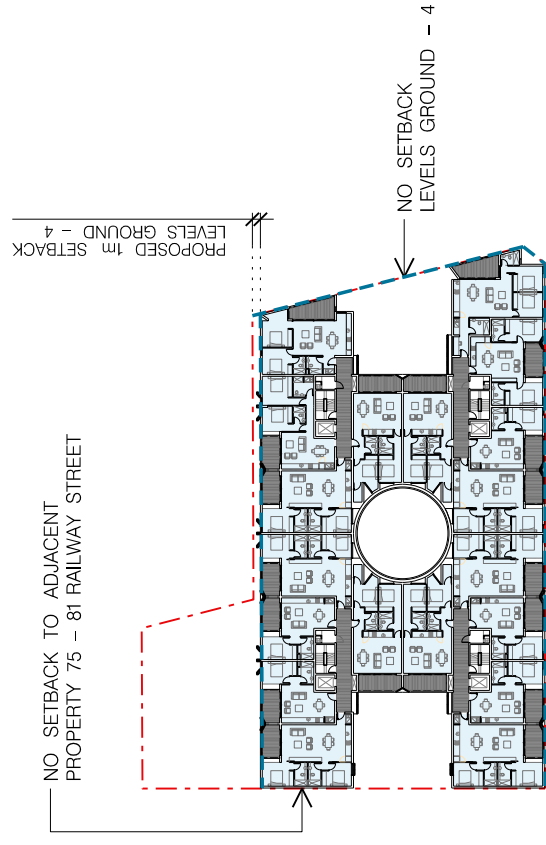 NO SETBACK TO ADJACENT
PROPERTY 75 - 81 RAILWAY STREET
PROPOSED 1m SETBACK
LEVELS GROUND - 4
NO SETBACK
LEVELS GROUND - 4